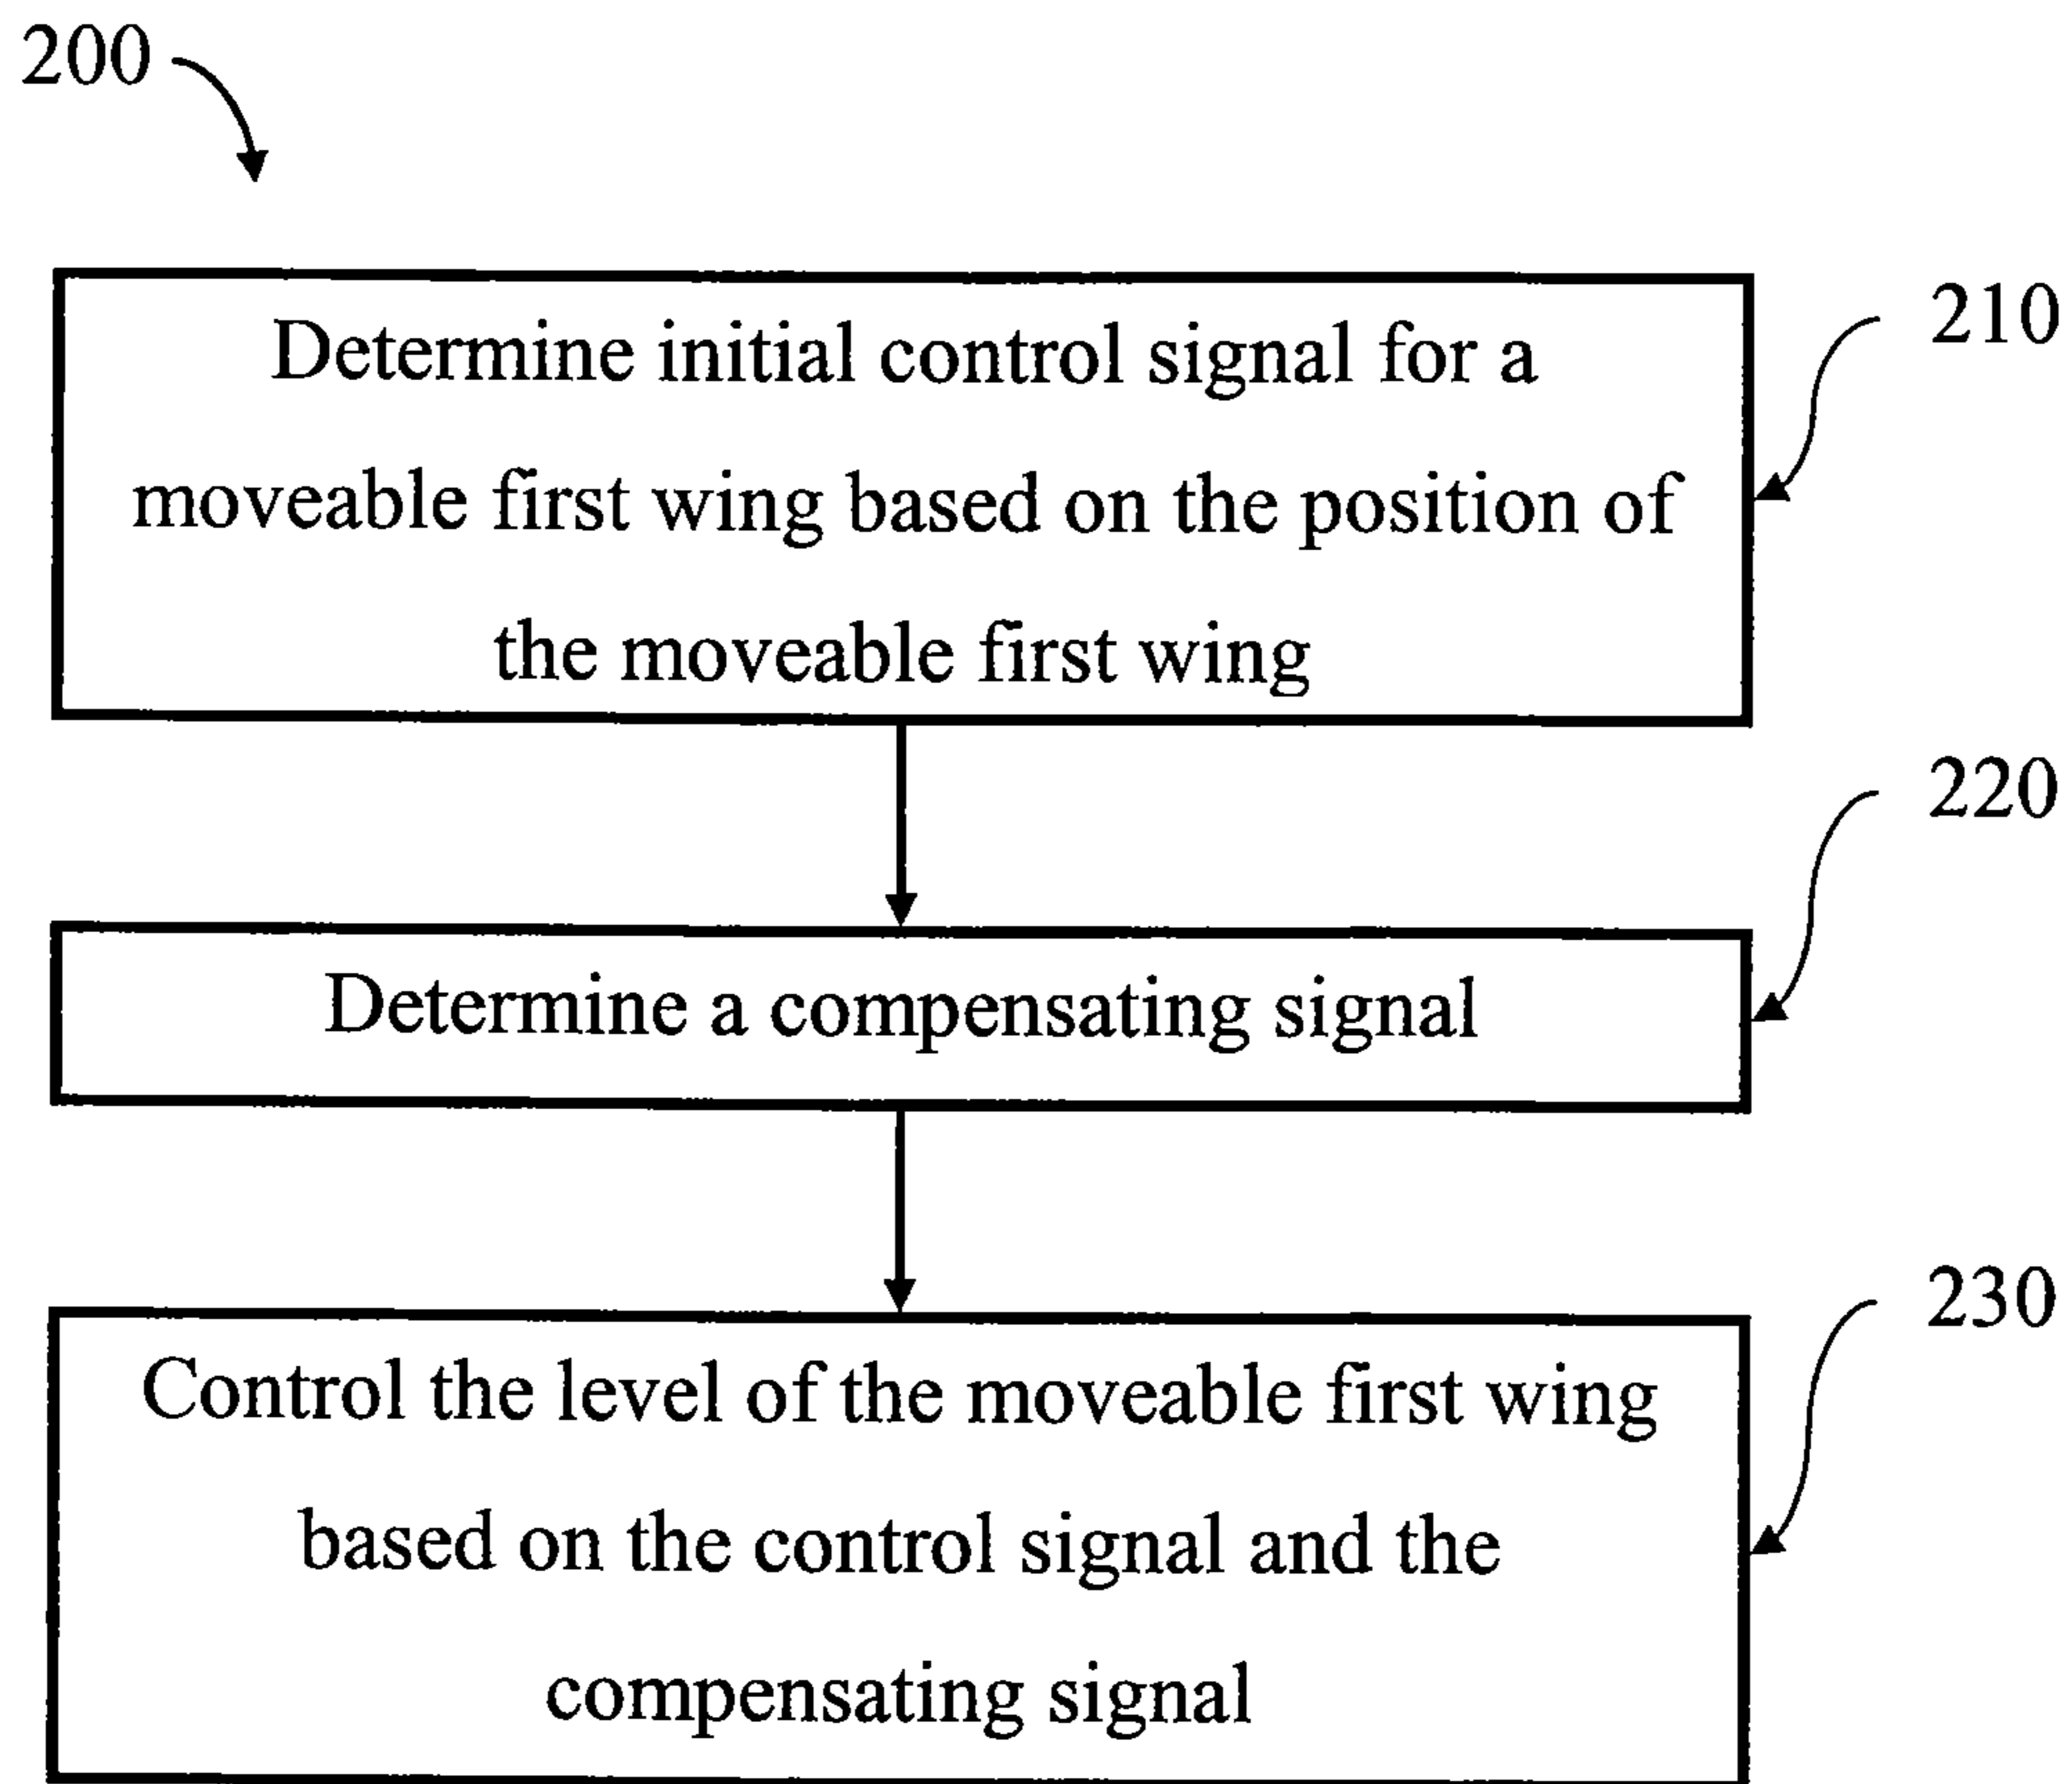 200
210
Determine initial control signal for a
moveable first wing based on the position of
the moveable first wing
220
Determine a compensating signal
230
Control the level of the moveable first wing
based on the control signal and the
compensating signal